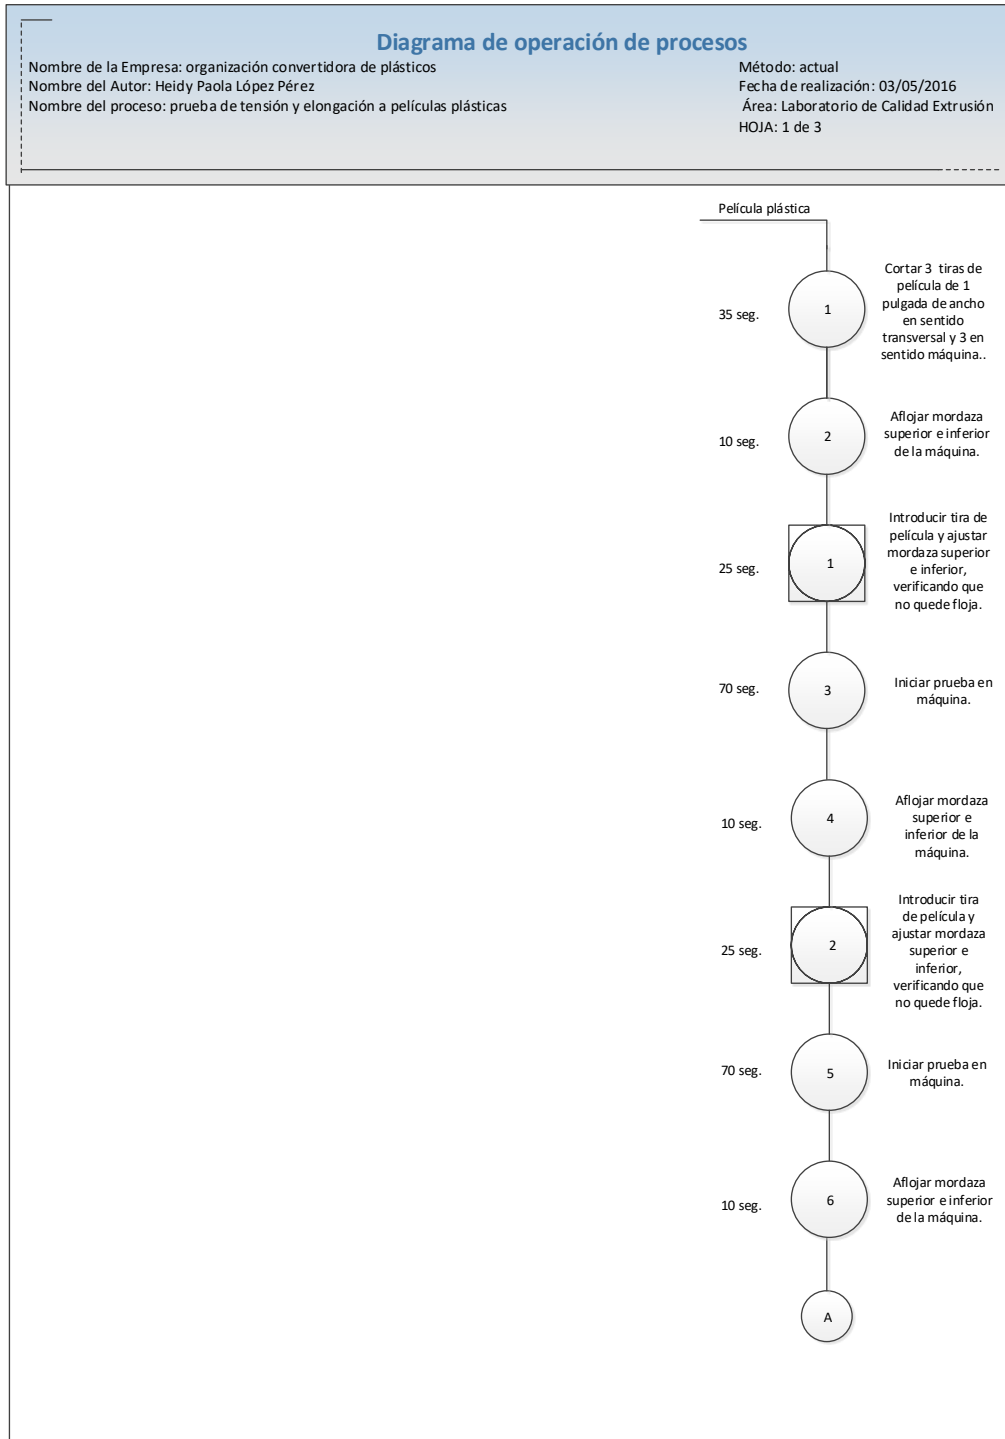 Diagrama de operación de procesos
Nombre de la Empresa: organización convertidora de plásticos
Nombre del Autor: Heidy Paola López Pérez
Nombre del proceso: prueba de tensión y elongación a películas plásticas
Método: actual
Fecha de realización: 03/05/2016
Área: Laboratorio de Calidad Extrusión
HOJA: 1 de 3
Película plástica
35 seg.
1
Cortar 3 tiras de
película de 1
pulgada de ancho
en sentido
transversal y 3 en
sentido máquina..
10 seg.
2
Aflojar mordaza
superior e inferior
de la máquina.
25 seg.
1
Introducir tira de
película y ajustar
mordaza superior
e inferior,
verificando que
no quede floja.
70 seg.
3
Iniciar prueba en
máquina.
10 seg.
4
Aflojar mordaza
superior e
inferior de la
máquina.
25 seg.
2
Introducir tira
de película y
ajustar mordaza
superior e
inferior,
verificando que
no quede floja.
70 seg.
5
Iniciar prueba en
máquina.
10 seg.
6
Aflojar mordaza
superior e inferior
de la máquina.
A